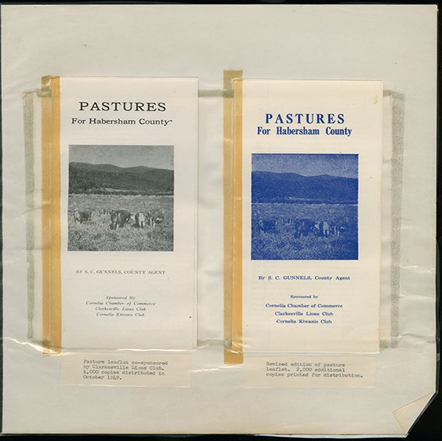 PASTURES
For Habersham County
BY S. C. GUNNELS, COUNTY AGENT
Sponsored By
Cornelia Chamber of Commerce
Clarkesville Lions Club
Cornelia Kiwanis Club
Pasture leaflet co-sponsored
by Clarkesville Lions Club.
copies distributed in
October 1948.
PASTURES
For Habersham County
By S. C. GUNNELS, County Agent
Sponsored by
Cornelia Chamber of Commerce
Clarkesville Lions Club
Cornelia Kiwanis Club
Revised edition of pasture
leaflet. 2,000 additional
copies printed for distribution.